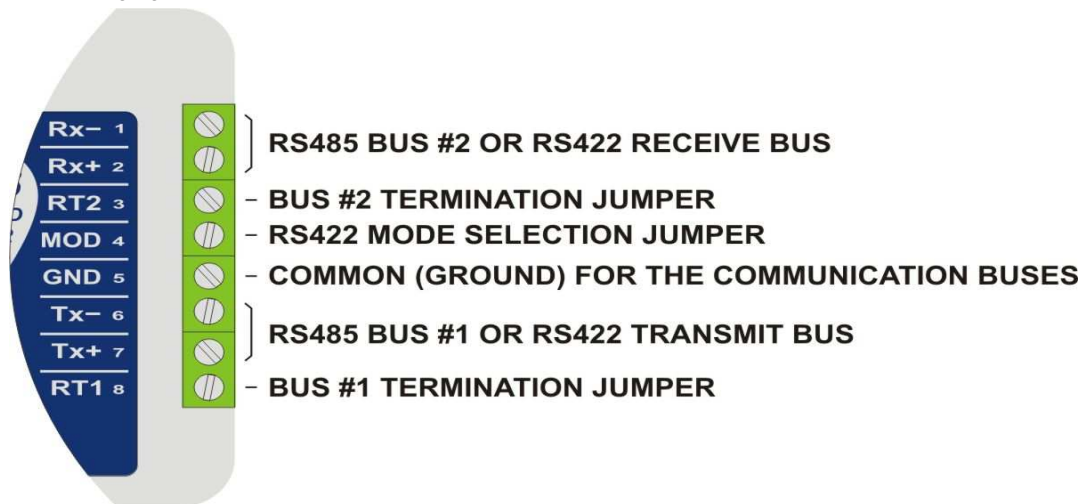 Rx− 1
Rx+ 2
RT2 3
MOD 4
GND 5
Tx− 6
Tx+ 7
RT1 8
RS485 BUS #2 OR RS422 RECEIVE BUS
BUS #2 TERMINATION JUMPER
RS422 MODE SELECTION JUMPER
COMMON (GROUND) FOR THE COMMUNICATION BUSES
RS485 BUS #1 OR RS422 TRANSMIT BUS
BUS #1 TERMINATION JUMPER